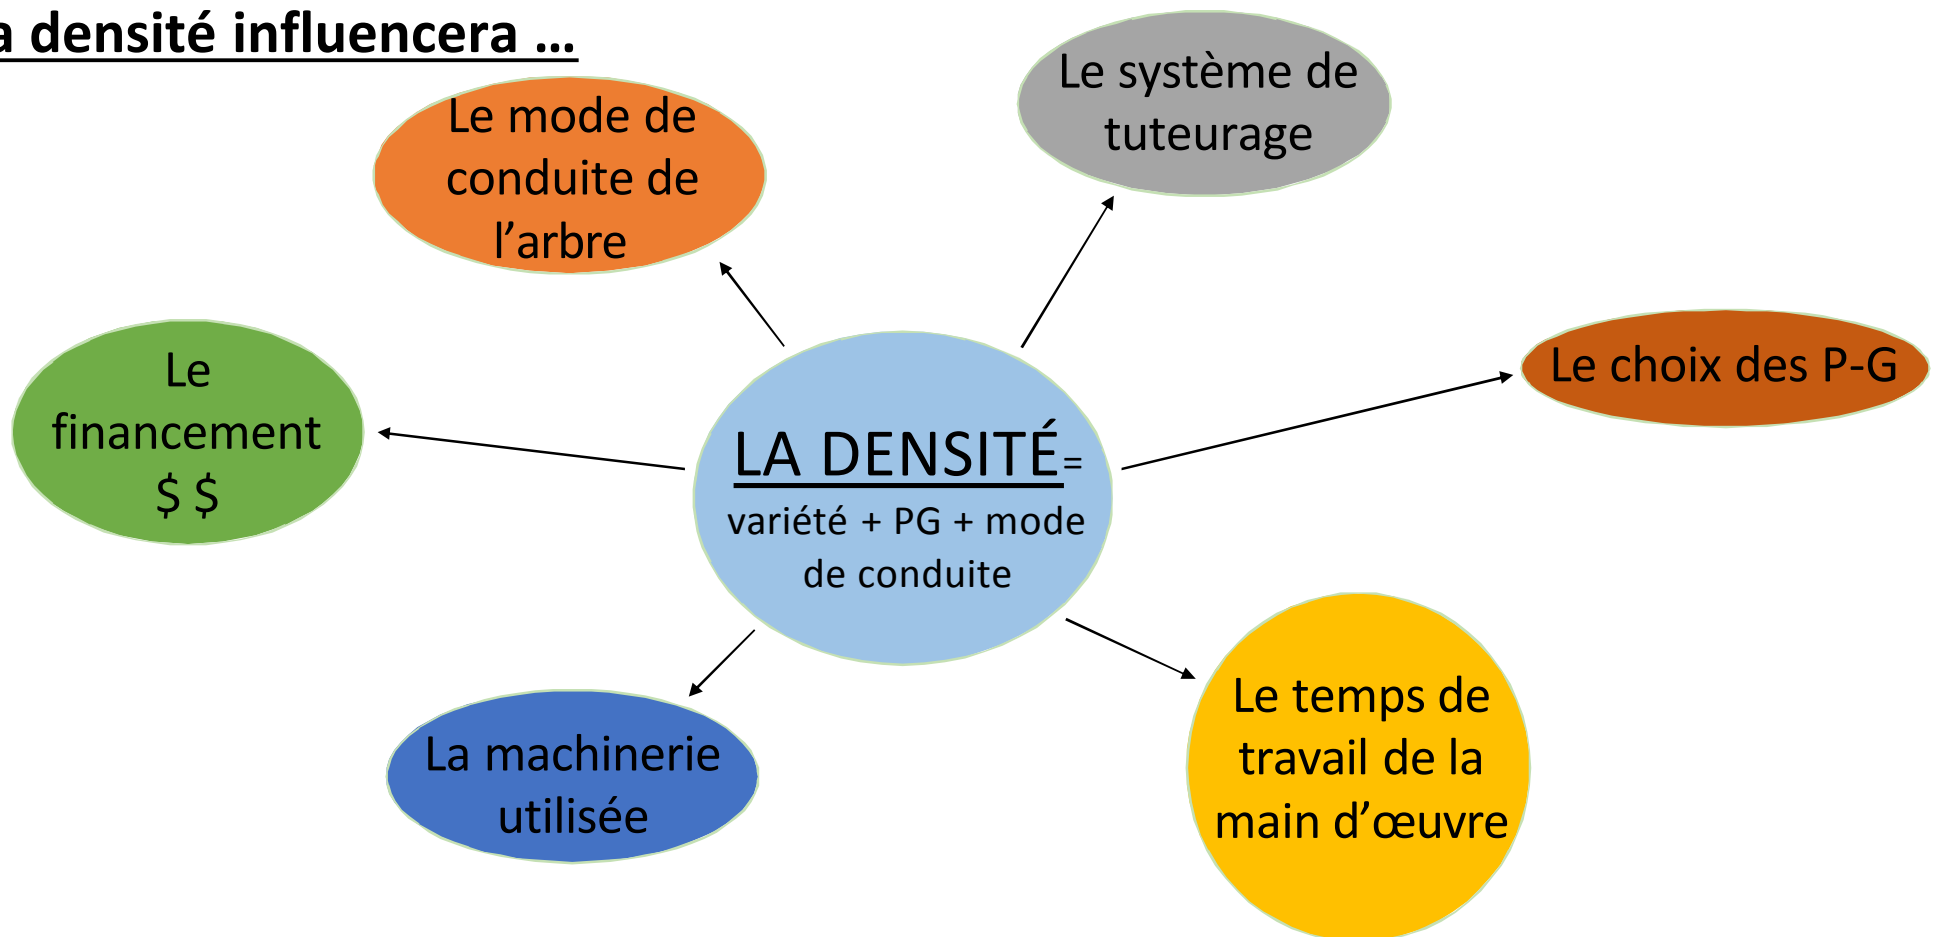 a densité influencera ...
Le mode de
conduite de
l’arbre
Le système de
tuteurage
Le choix des P-G
Le
financement
$ $
LA DENSITÉ=
variété + PG + mode
de conduite
La machinerie
utilisée
Le temps de
travail de la
main d’œuvre